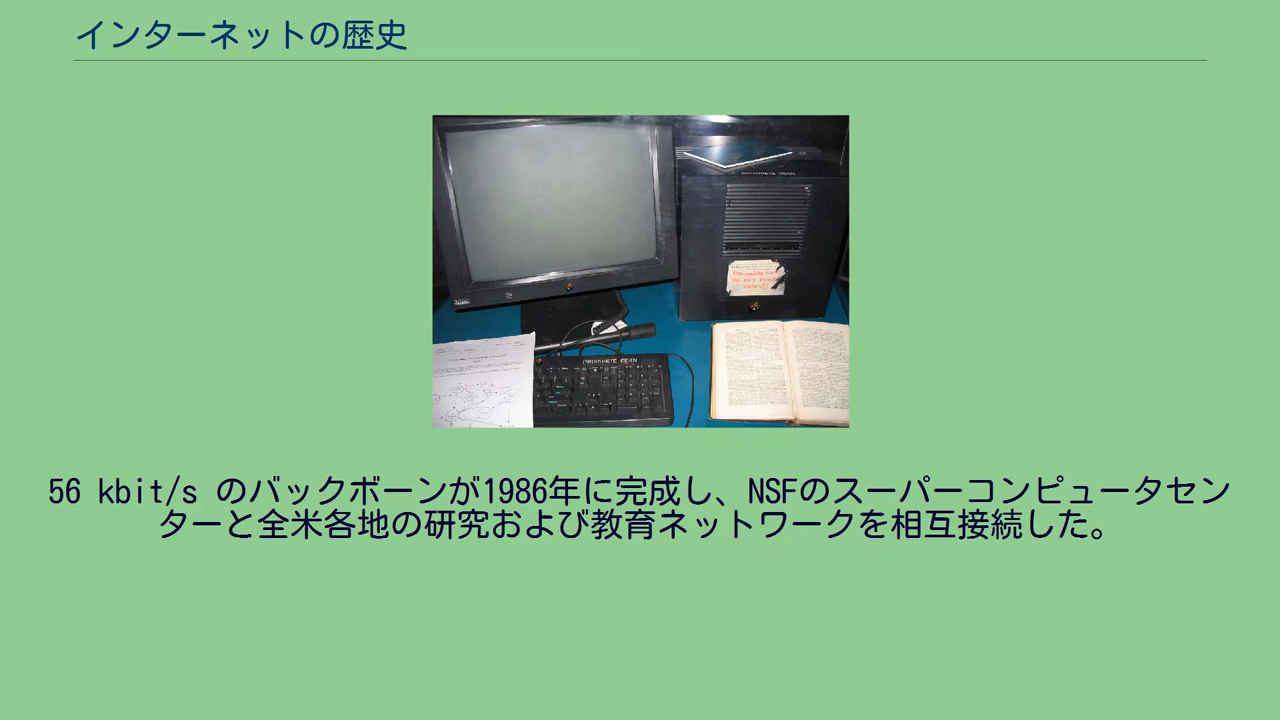 インターネットの歴史
56 kbit/s のバックボーンが1986年に完成し、NSFのスーパーコンピュータセン
ターと全米各地の研究および教育ネットワークを相互接続した。